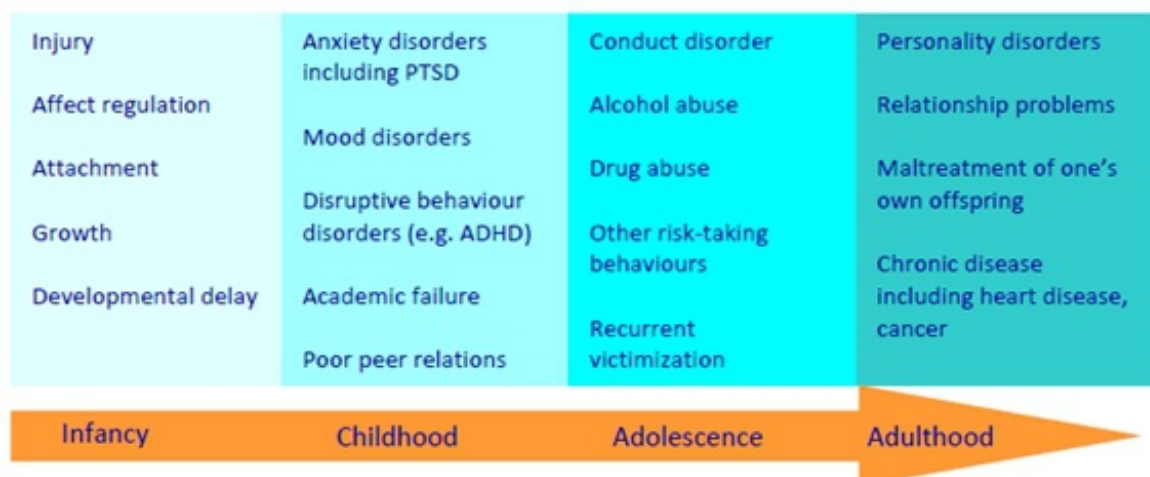 Injury
Affect regulation
Attachment
Growth
Developmental delay
Anxiety disorders
including PTSD
Mood disorders
Disruptive behaviour
disorders (e.g. ADHD)
Academic failure
Poor peer relations
Conduct disorder
Alcohol abuse
Drug abuse
Other risk-taking
behaviours
Recurrent
victimization
Personality disorders
Relationship problems
Maltreatment of one's
own offspring
Chronic disease
including heart disease,
cancer
Infancy
Childhood
Adolescence
Adulthood